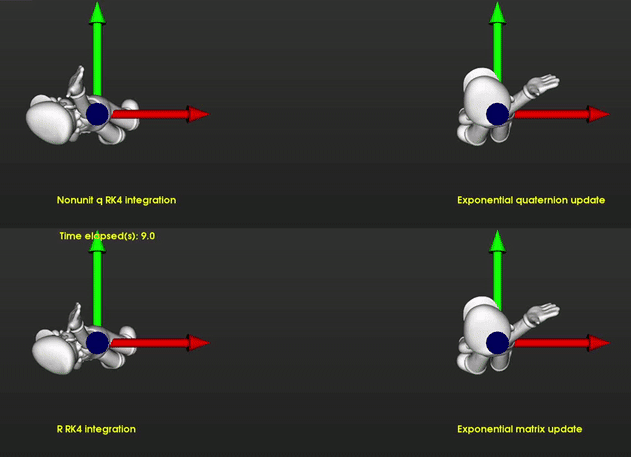 Nonunit q RK4 integration
Exponential quaternion update
Time elapsed(s): 9.0
R RK4 integration
Exponential matrix update